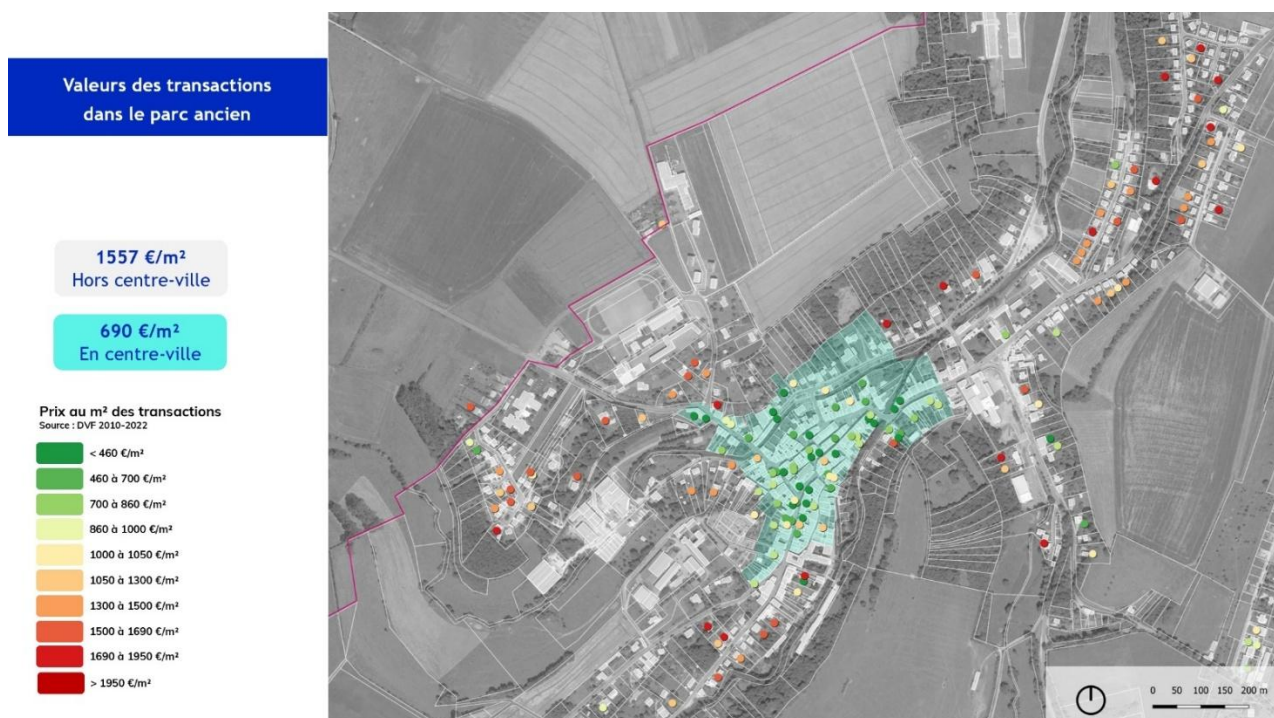 Valeurs des transactions
dans le parc ancien
1557 €/m²
Hors centre-ville
690 €/m²
En centre-ville
Prix au m² des transactions
Source : DVF 2010-2022
< 460 €/m²
460 à 700 €/m²
700 à 860 €/m²
860 à 1000 €/m²
1000 à 1050 €/m²
1050 à 1300 €/m²
1300 à 1500 €/m²
1500 à 1690 €/m²
1690 à 1950 €/m²
> 1950 €/m²
0 50 100 150 200 m